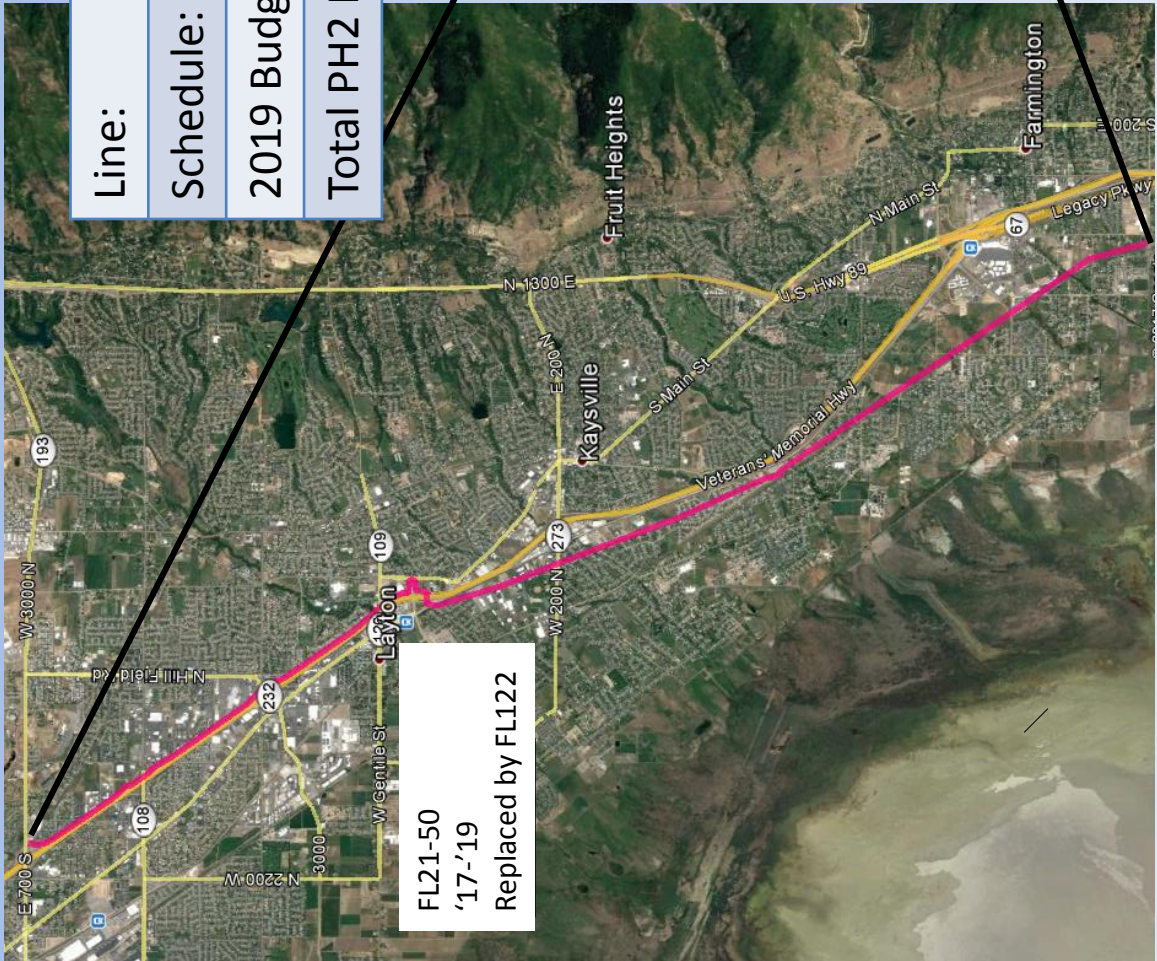 Line:
Schedule:
2019 Budg
Total PH2
FL21-50
‘17-’19
Replaced by FL122
Farmington
Fruit Heights
Kaysville
Layton
Legacy Pkwy
N Main St
U.S. Hwy 89
N 1300 E
S Main St
Veterans' Memorial Hwy
N
E 200
W 200 N
W 3000 N
N Hill Field Rd
W Gentile St
N 2200 W
3000
E 700 S
S 200 E
193
109
273
232
108
67